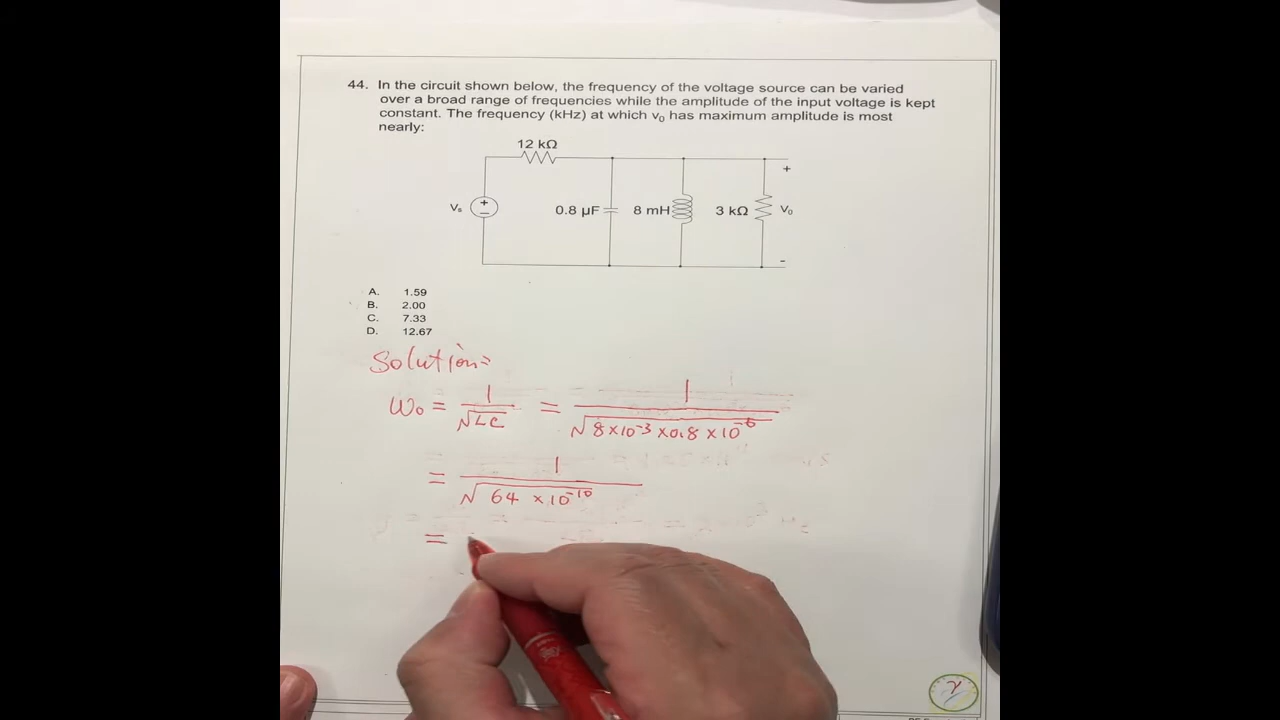 44. In the circuit shown below, the frequency of the voltage source can be varied
over a broad range of frequencies while the amplitude of the input voltage is kept
constant. The frequency (kHz) at which v₀ has maximum amplitude is most
nearly:
12 kΩ
+
Vs + − 0.8 µF 8 mH 3 kΩ V₀
-
A. 1.59
B. 2.00
C. 7.33
D. 12.67
Solution:
ω₀ = 1/√LC = 1/√8×10⁻³×0.8×10⁻⁶
= 1/√64 ×10⁻¹⁰
=